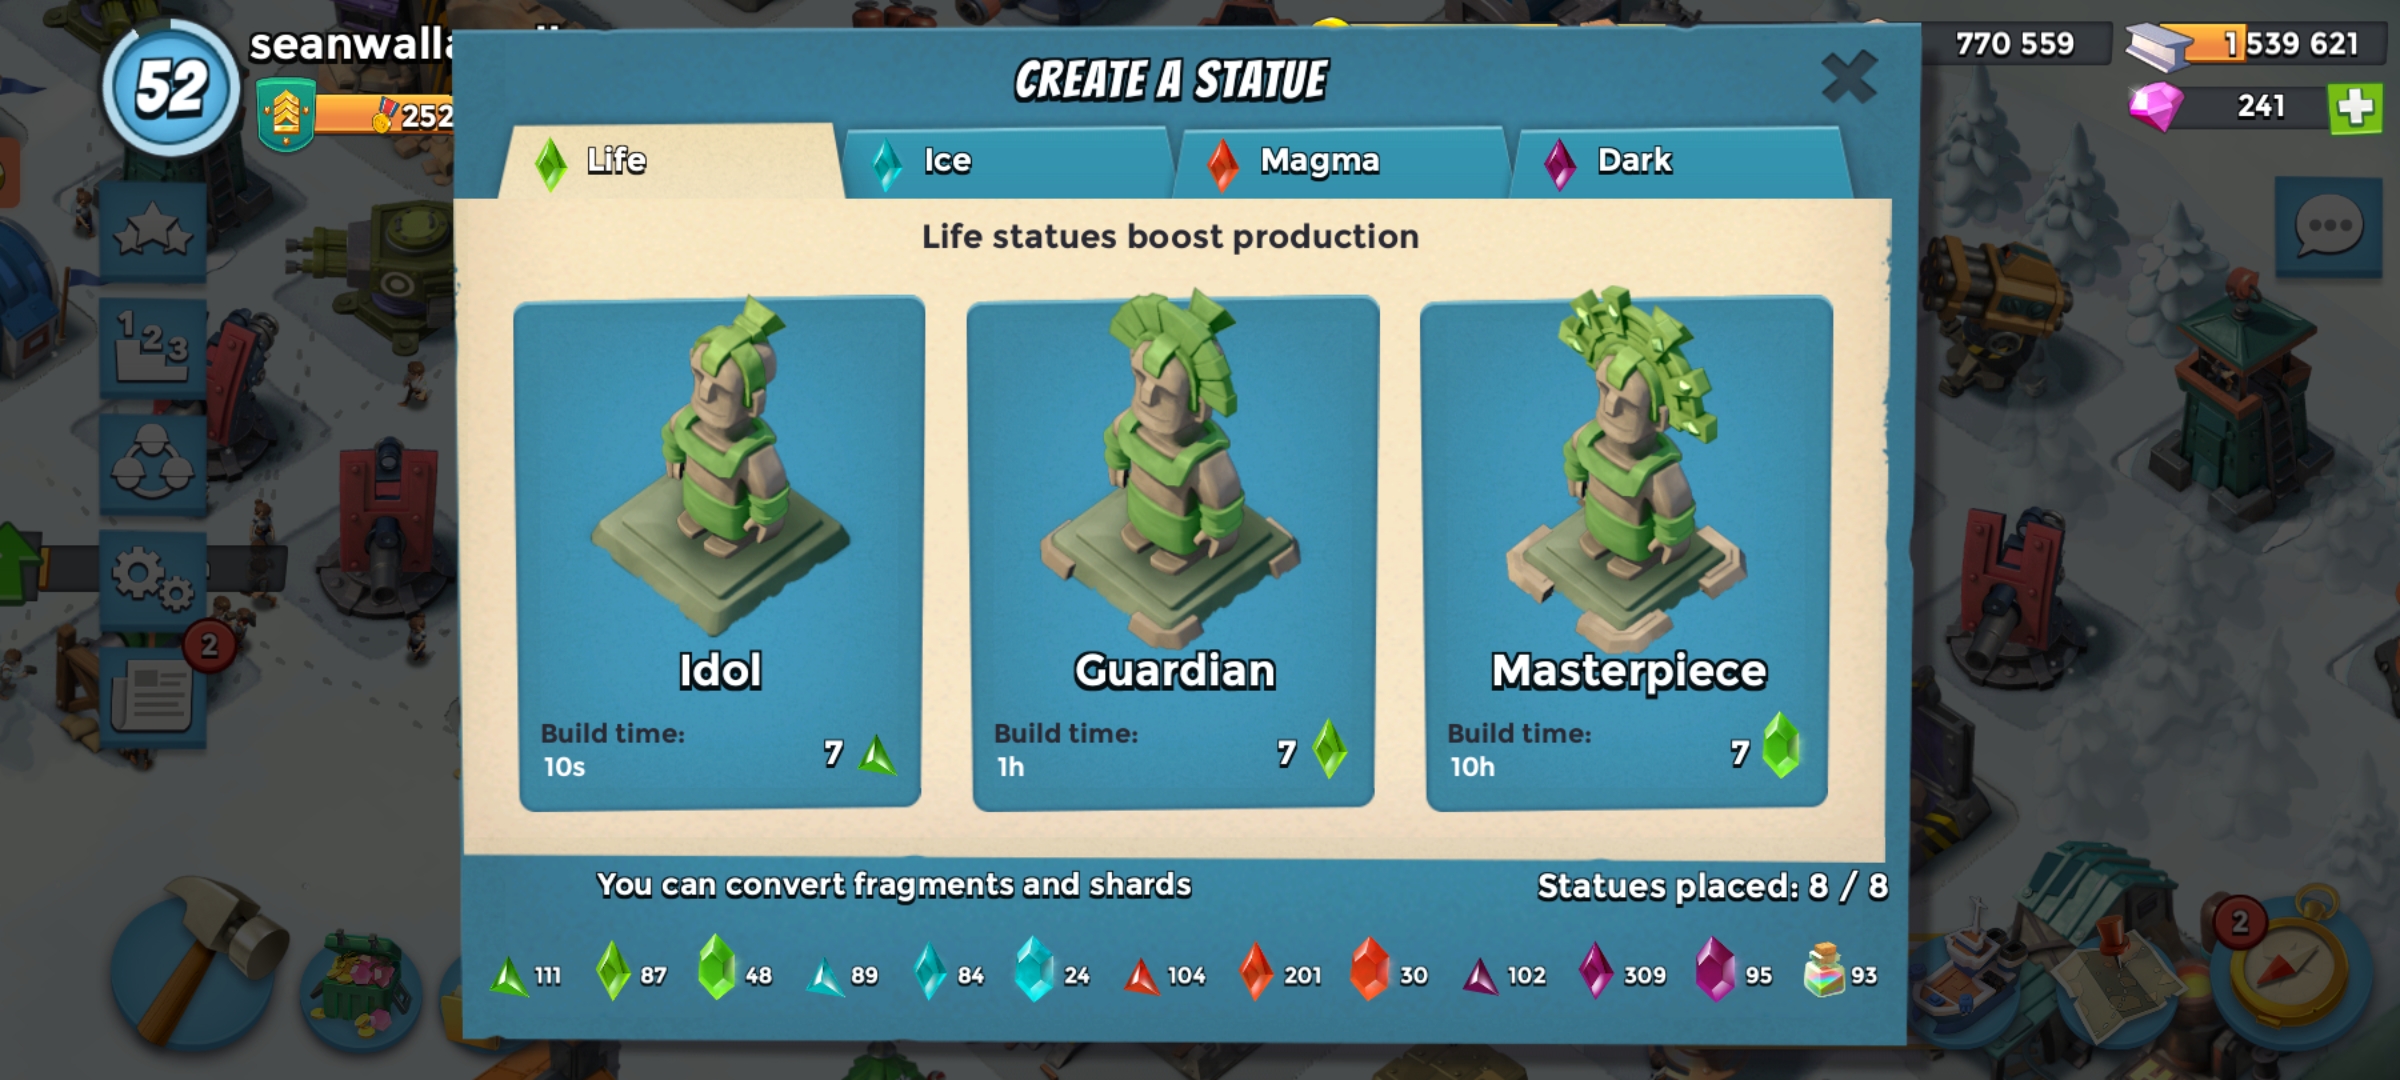 52
252
CREATE A STATUE
770 559
1 539 621
241
Life
Ice
Magma
Dark
Life statues boost production
1 2 3
2
Idol
Guardian
Masterpiece
Build time:
10s
7
Build time:
1h
7
Build time:
10h
7
You can convert fragments and shards
Statues placed: 8 / 8
111
87
48
89
84
24
104
201
30
102
309
95
93
2